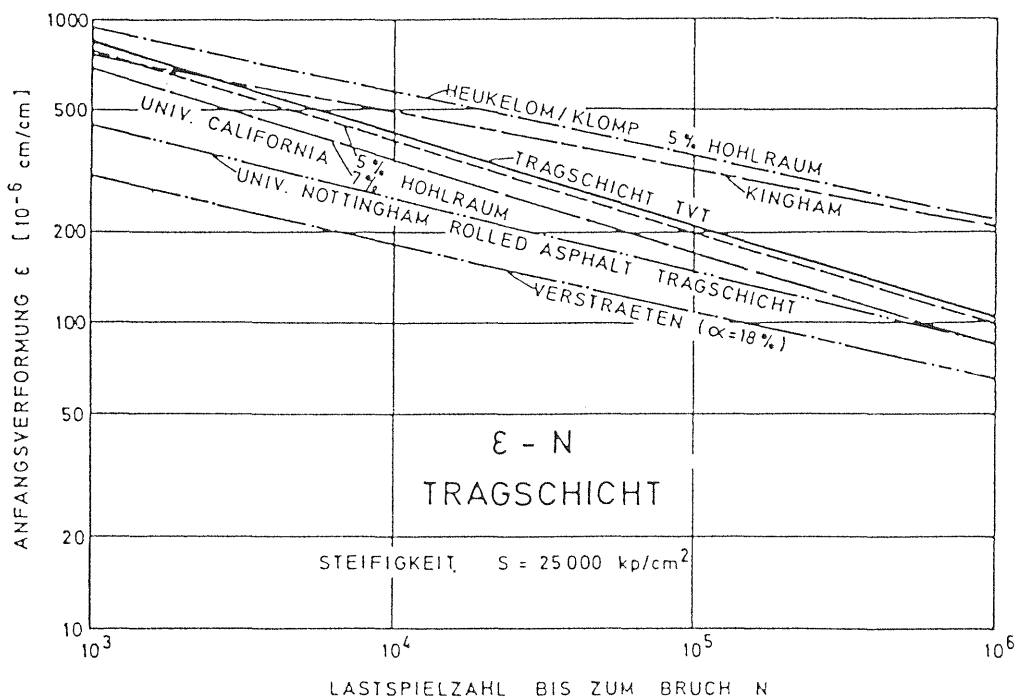 1000
500
200
100
50
20
10
10³
10⁴
10⁵
10⁶
ANFANGSVERFORMUNG ε [10⁻⁶ cm/cm]
HEUKELOM/KLOMP 5% HOHLRAUM
KINGHAM
TRAGSCHICHT TVT
UNIV. CALIFORNIA
5% HOHLRAUM
7%
UNIV. NOTTINGHAM ROLLED ASPHALT TRAGSCHICHT
VERSTRAETEN (α=18%)
ε - N
TRAGSCHICHT
STEIFIGKEIT S = 25000 kp/cm²
LASTSPIELZAHL BIS ZUM BRUCH N